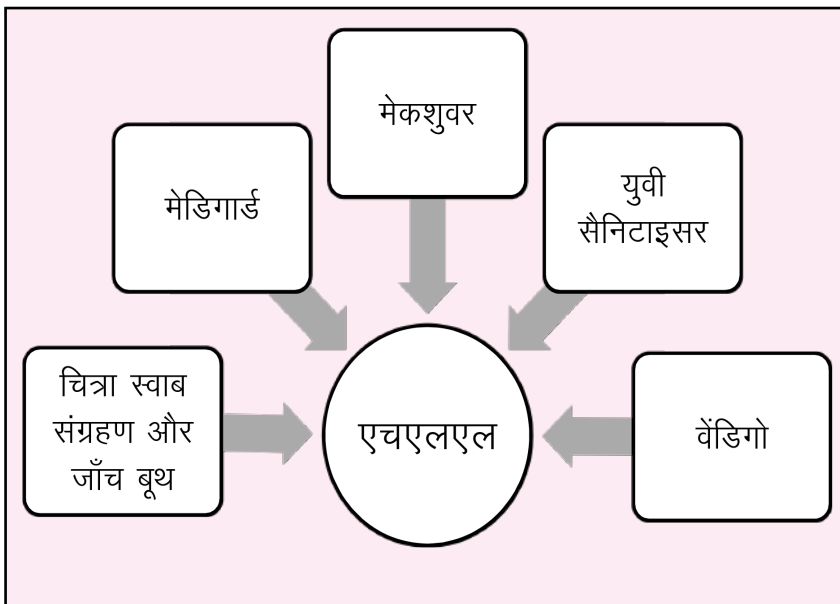 मेकशुवर
मेडिगार्ड
युवी
सैनिटाइसर
चित्रा स्वाब
संग्रहण और
जाँच बूथ
एचएलएल
वेंडिगो